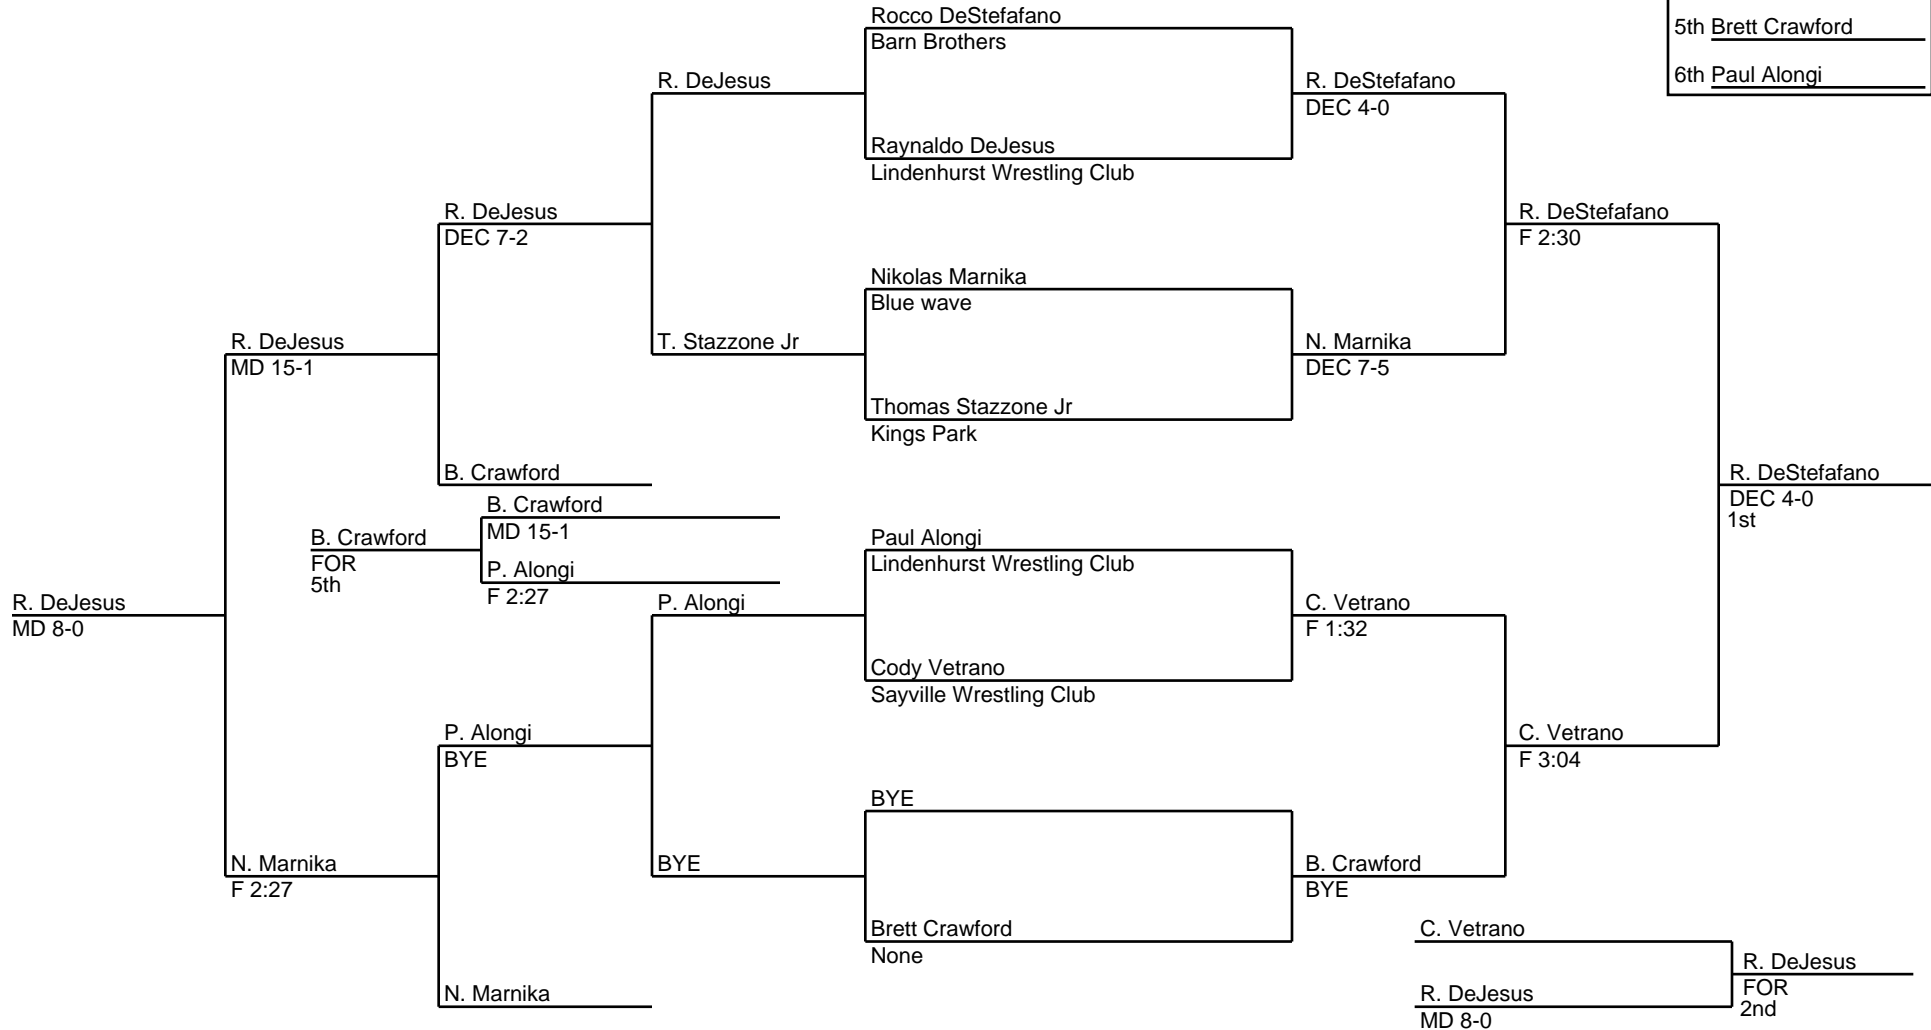 Rocco DeStefafano
Barn Brothers
5th Brett Crawford
6th Paul Alongi
R. DeJesus
R. DeStefafano
DEC 4-0
Raynaldo DeJesus
Lindenhurst Wrestling Club
R. DeJesus
DEC 7-2
R. DeStefafano
F 2:30
Nikolas Marnika
Blue wave
R. DeJesus
MD 15-1
T. Stazzone Jr
N. Marnika
DEC 7-5
Thomas Stazzone Jr
Kings Park
B. Crawford
R. DeStefafano
DEC 4-0
1st
B. Crawford
MD 15-1
B. Crawford
FOR
5th
P. Alongi
F 2:27
Paul Alongi
Lindenhurst Wrestling Club
R. DeJesus
MD 8-0
P. Alongi
C. Vetrano
F 1:32
Cody Vetrano
Sayville Wrestling Club
P. Alongi
BYE
C. Vetrano
F 3:04
BYE
N. Marnika
F 2:27
BYE
B. Crawford
BYE
Brett Crawford
None
C. Vetrano
R. DeJesus
FOR
2nd
N. Marnika
R. DeJesus
MD 8-0